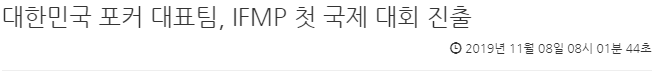 대한민국 포커 대표팀, IFMP 첫 국제 대회 진출
2019년 11월 08일 08시 01분 44초